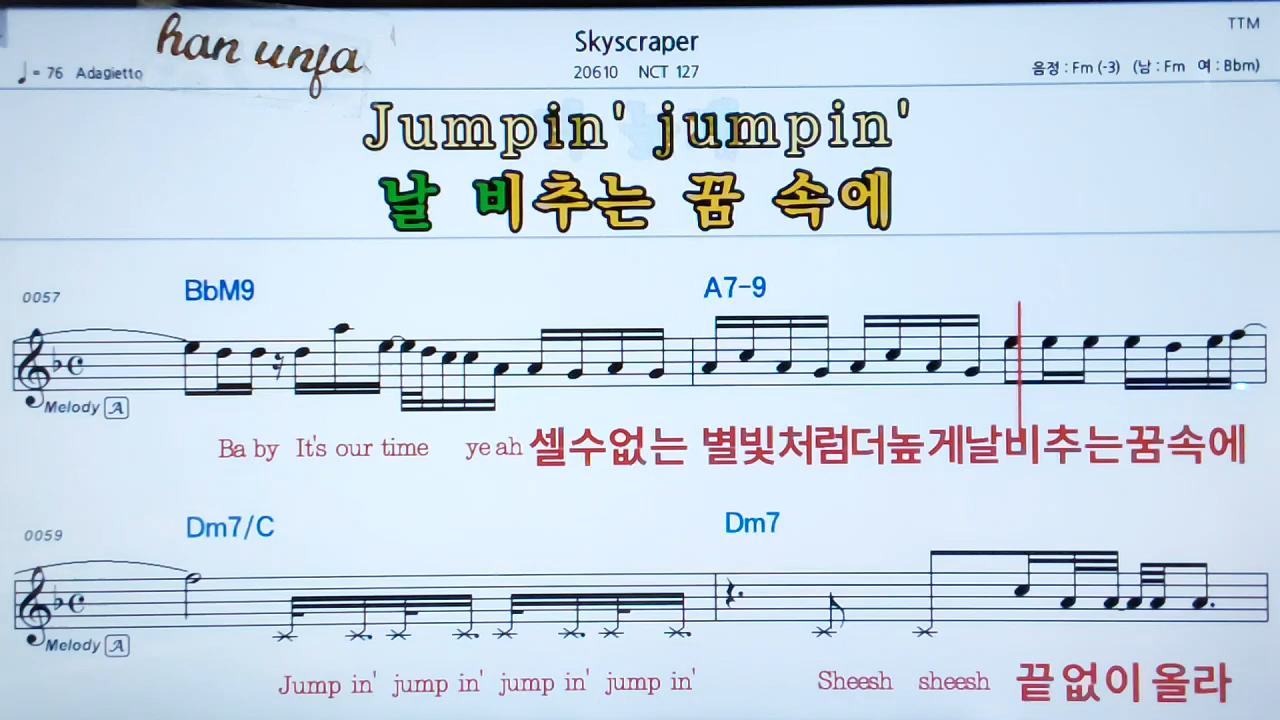 TTM
han unfa
Skyscraper
♩= 76 Adagietto
20610 NCT 127
음정 : Fm (-3) (남 : Fm 여 : Bbm)
Jumpin' jumpin'
날 비추는 꿈 속에
0057
BbM9
A7-9
Melody A
Ba by It's our time ye ah 셀수없는 별빛처럼더높게날비추는꿈속에
0059
Dm7/C
Dm7
Melody A
Jump in' jump in' jump in' jump in' Sheesh sheesh 끝없이 올라